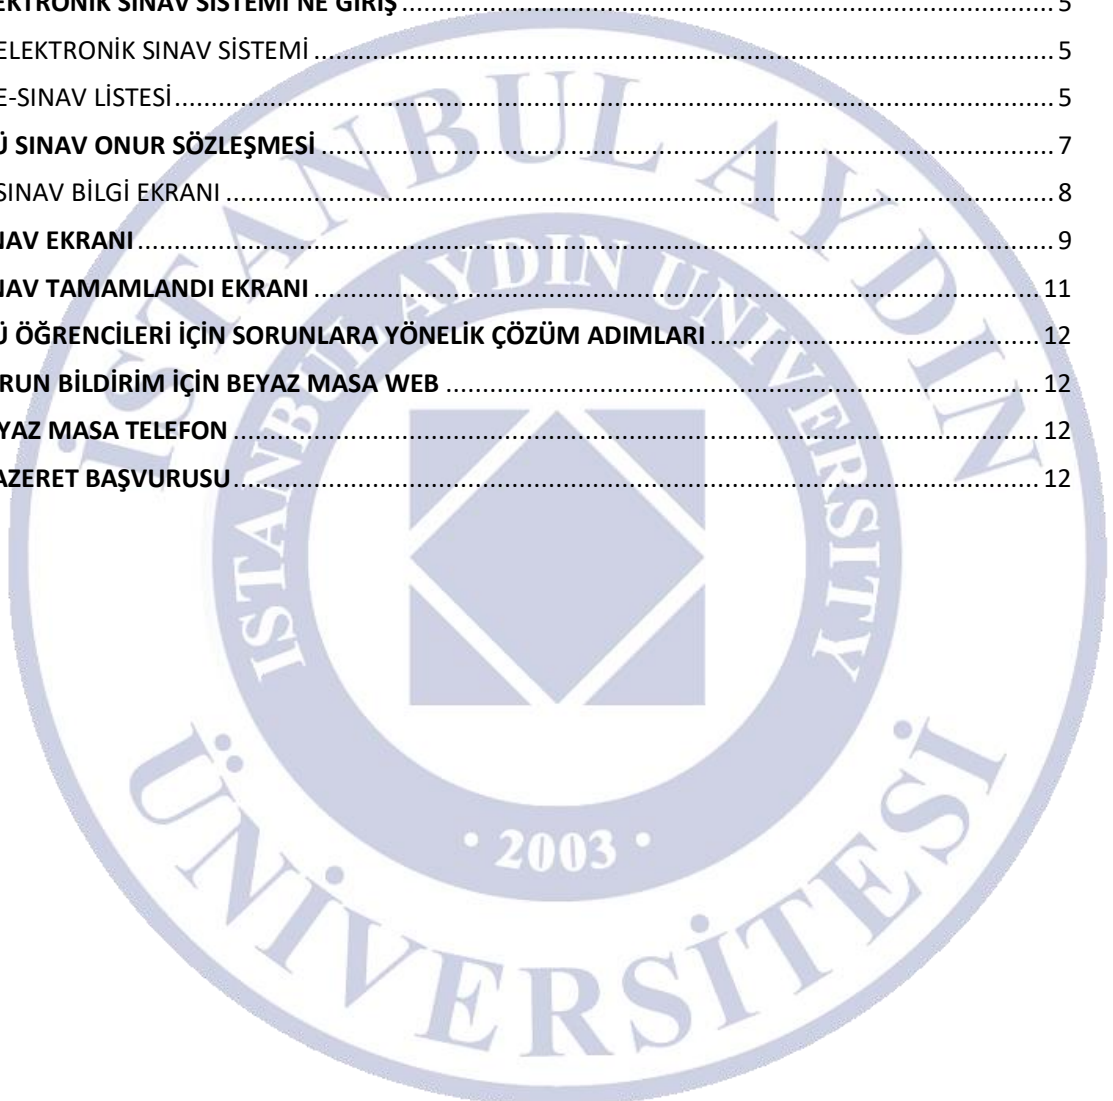 EKTRONİK SINAV SİSTEMİ'NE GİRİŞ ..... 5
ELEKTRONİK SINAV SİSTEMİ ..... 5
E-SINAV LİSTESİ ..... 5
Ü SINAV ONUR SÖZLEŞMESİ ..... 7
SINAV BİLGİ EKRANI ..... 8
NAV EKRANI ..... 9
NAV TAMAMLANDI EKRANI ..... 11
Ü ÖĞRENCİLERİ İÇİN SORUNLARA YÖNELİK ÇÖZÜM ADIMLARI ..... 12
RUN BİLDİRİM İÇİN BEYAZ MASA WEB ..... 12
YAZ MASA TELEFON ..... 12
AZERET BAŞVURUSU ..... 12
İSTANBUL AYDIN
ISTANBUL AYDIN UNIVERSITY
• 2003 •
ÜNİVERSİTESİ